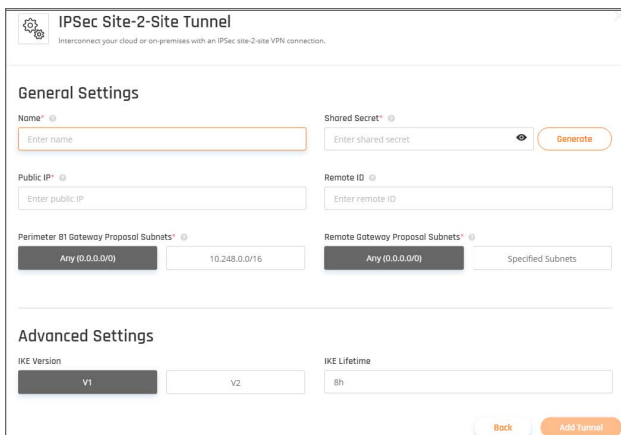 IPSec Site-2-Site Tunnel
Interconnect your cloud or on-premises with an IPSec site-2-site VPN connection.
General Settings
Name*
Shared Secret*
Enter name
Enter shared secret
Generate
Public IP*
Remote ID
Enter public IP
Enter remote ID
Perimeter 81 Gateway Proposal Subnets*
Remote Gateway Proposal Subnets*
Any (0.0.0.0/0)
10.248.0.0/16
Any (0.0.0.0/0)
Specified Subnets
Advanced Settings
IKE Version
IKE Lifetime
V1
V2
8h
Back
Add Tunnel